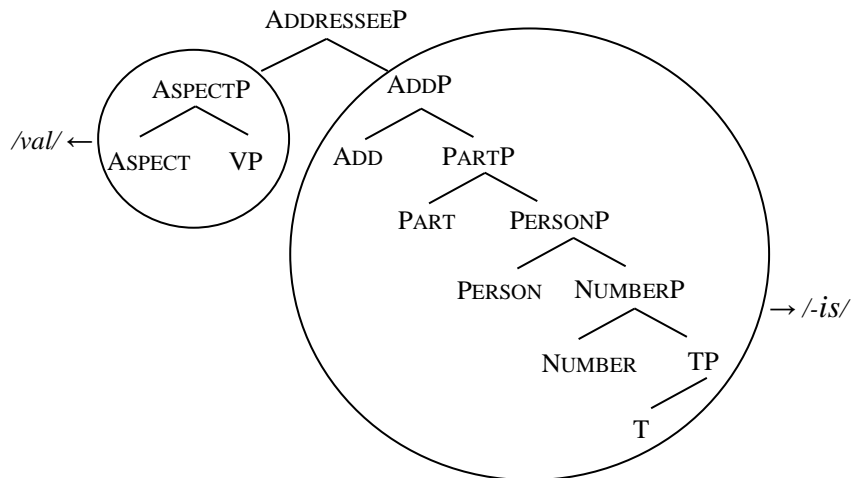 ADDRESSEEP
ASPECTP ADDP
/val/ ← ASPECT VP ADD PARTP
PART PERSONP
PERSON NUMBERP
→ /-is/
NUMBER TP
T